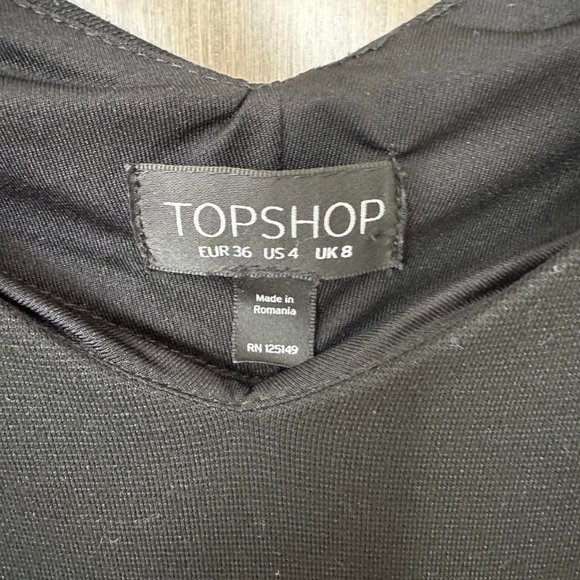 TOPSHOP
EUR 36 US 4 UK 8
Made in
Romania
RN 125149